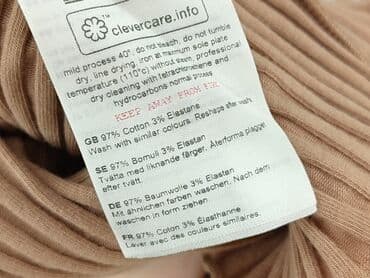 ™ clevercare.info
mild process 40°, do not bleach, do not tumble
dry, line drying, iron at maximum sole plate
temperature (110°c) without steam, professional
dry cleaning with tetrachloroethene and
hydrocarbons normal process
KEEP AWAY FROM FIRE
GB 97% Cotton 3% Elastane
Wash with similar colours. Reshape after wash.
SE 97% Bomull 3% Elastan
Tvätta med liknande färger. Återforma plagget
efter tvätt.
DE 97% Baumwolle 3% Elastan
Mit ähnlichen farben waschen. Nach dem
waschen in form ziehen
FR 97% Coton 3% Élasthanne
Laver avec des couleurs similaires.